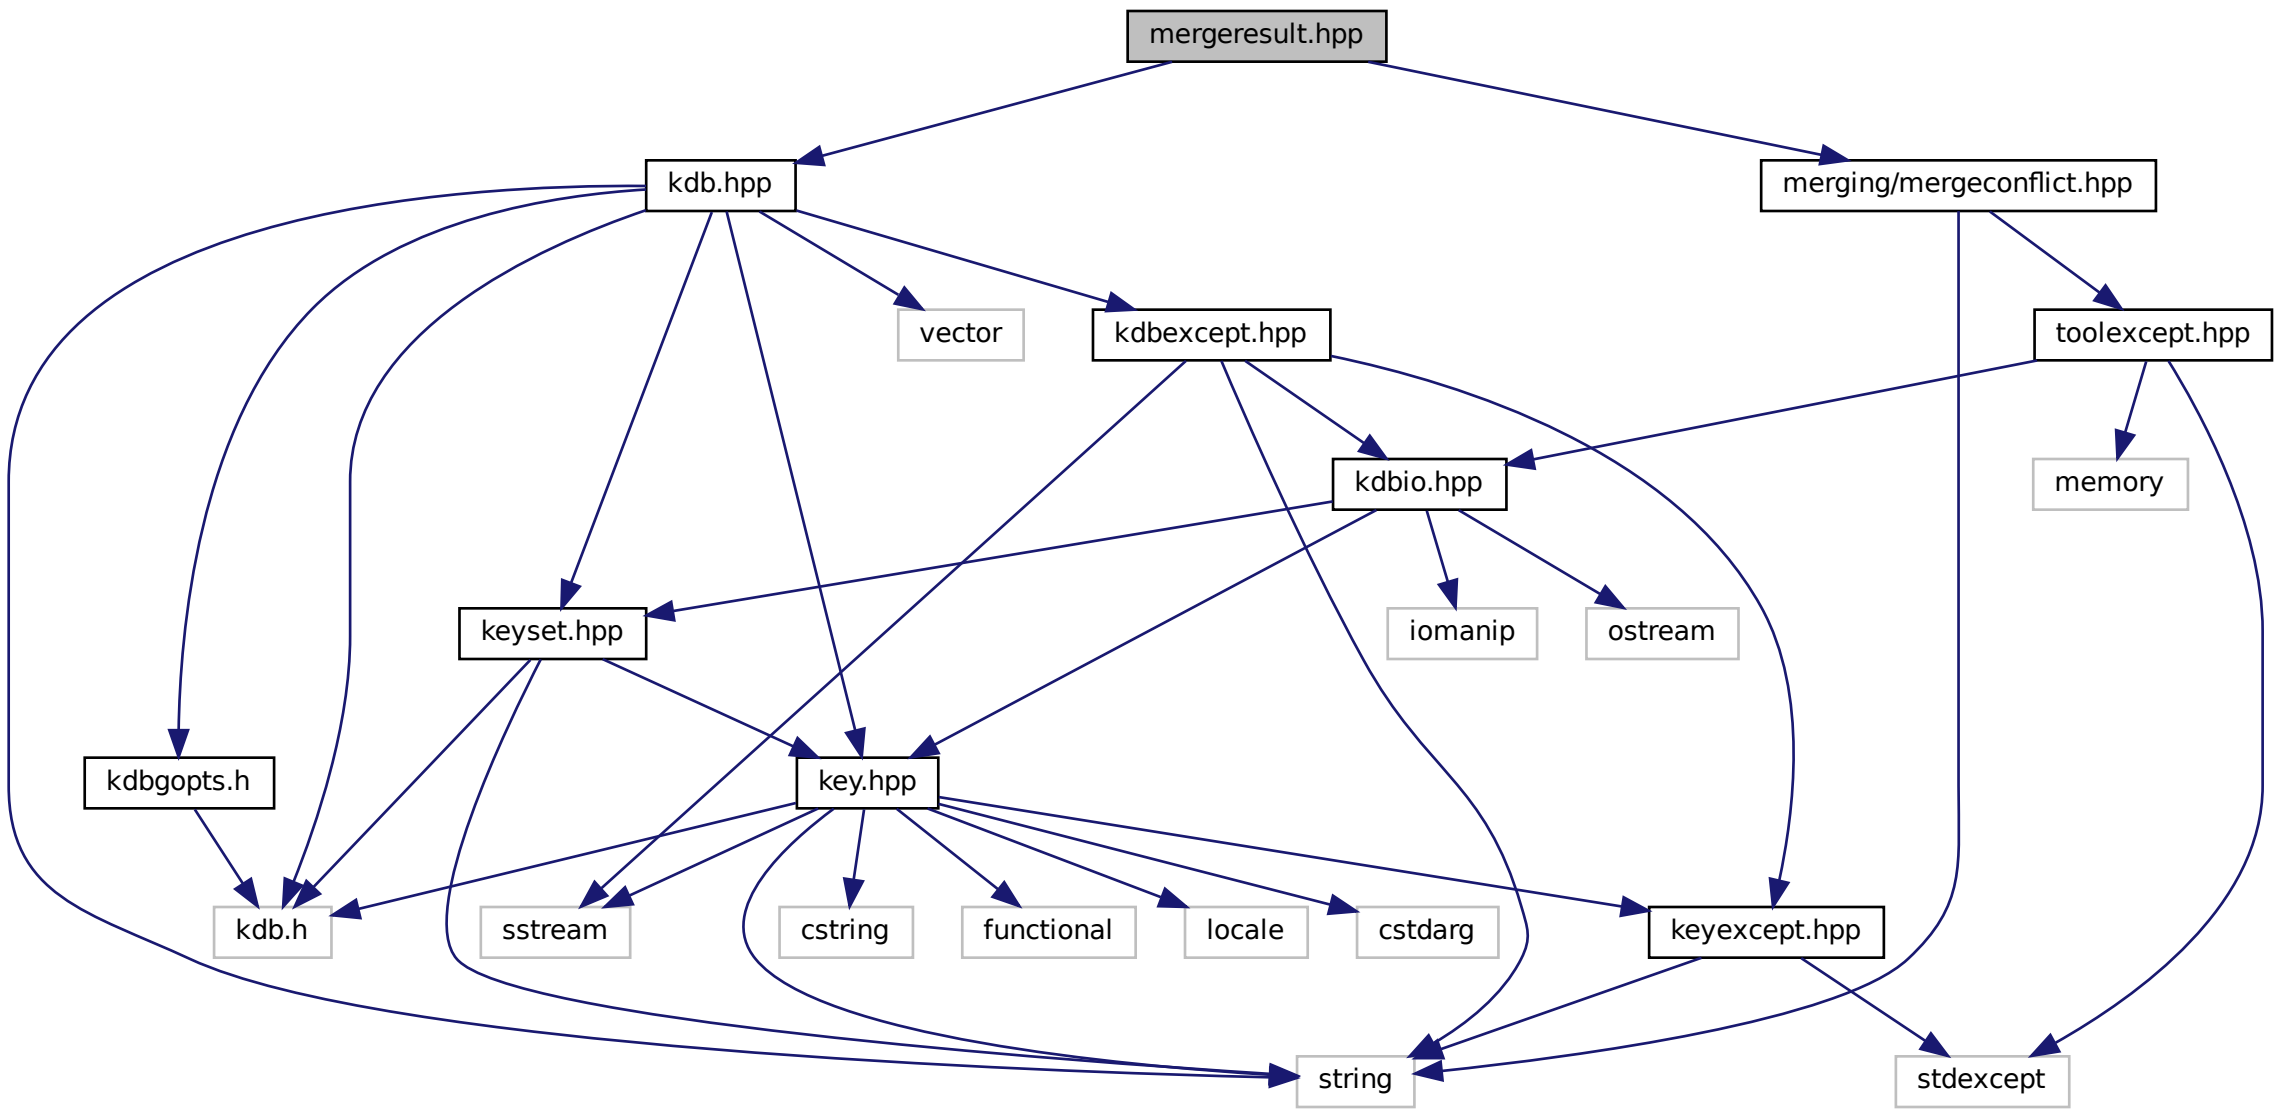 mergeresult.hpp
kdb.hpp
merging/mergeconflict.hpp
vector
kdbexcept.hpp
toolexcept.hpp
kdbio.hpp
memory
keyset.hpp
iomanip
ostream
kdbgopts.h
key.hpp
kdb.h
sstream
cstring
functional
locale
cstdarg
keyexcept.hpp
string
stdexcept